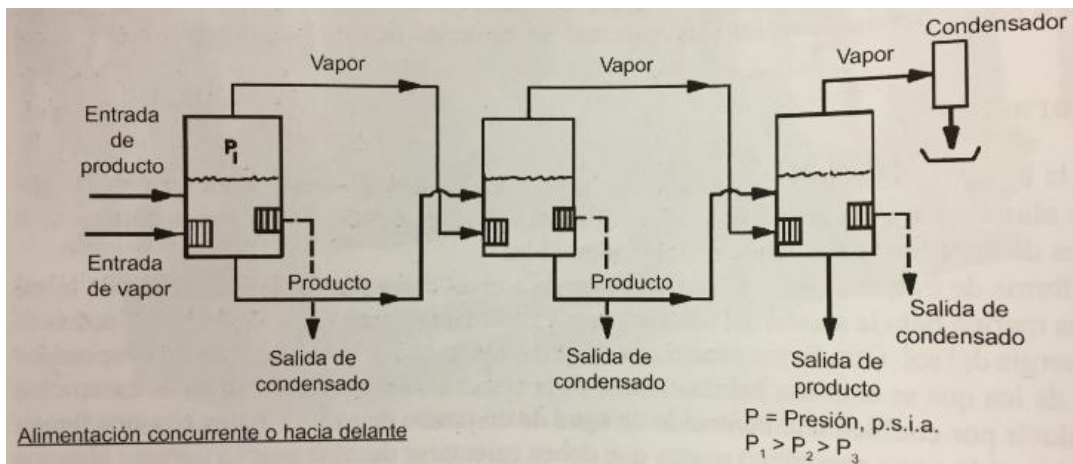 Condensador
Vapor
Vapor
Vapor
Entrada
de
producto
P₁
Entrada
de vapor
Producto
Producto
Salida de
condensado
Salida de
condensado
Salida de
producto
Salida de
condensado
Alimentación concurrente o hacia delante
P = Presión, p.s.i.a.
P₁ > P₂ > P₃